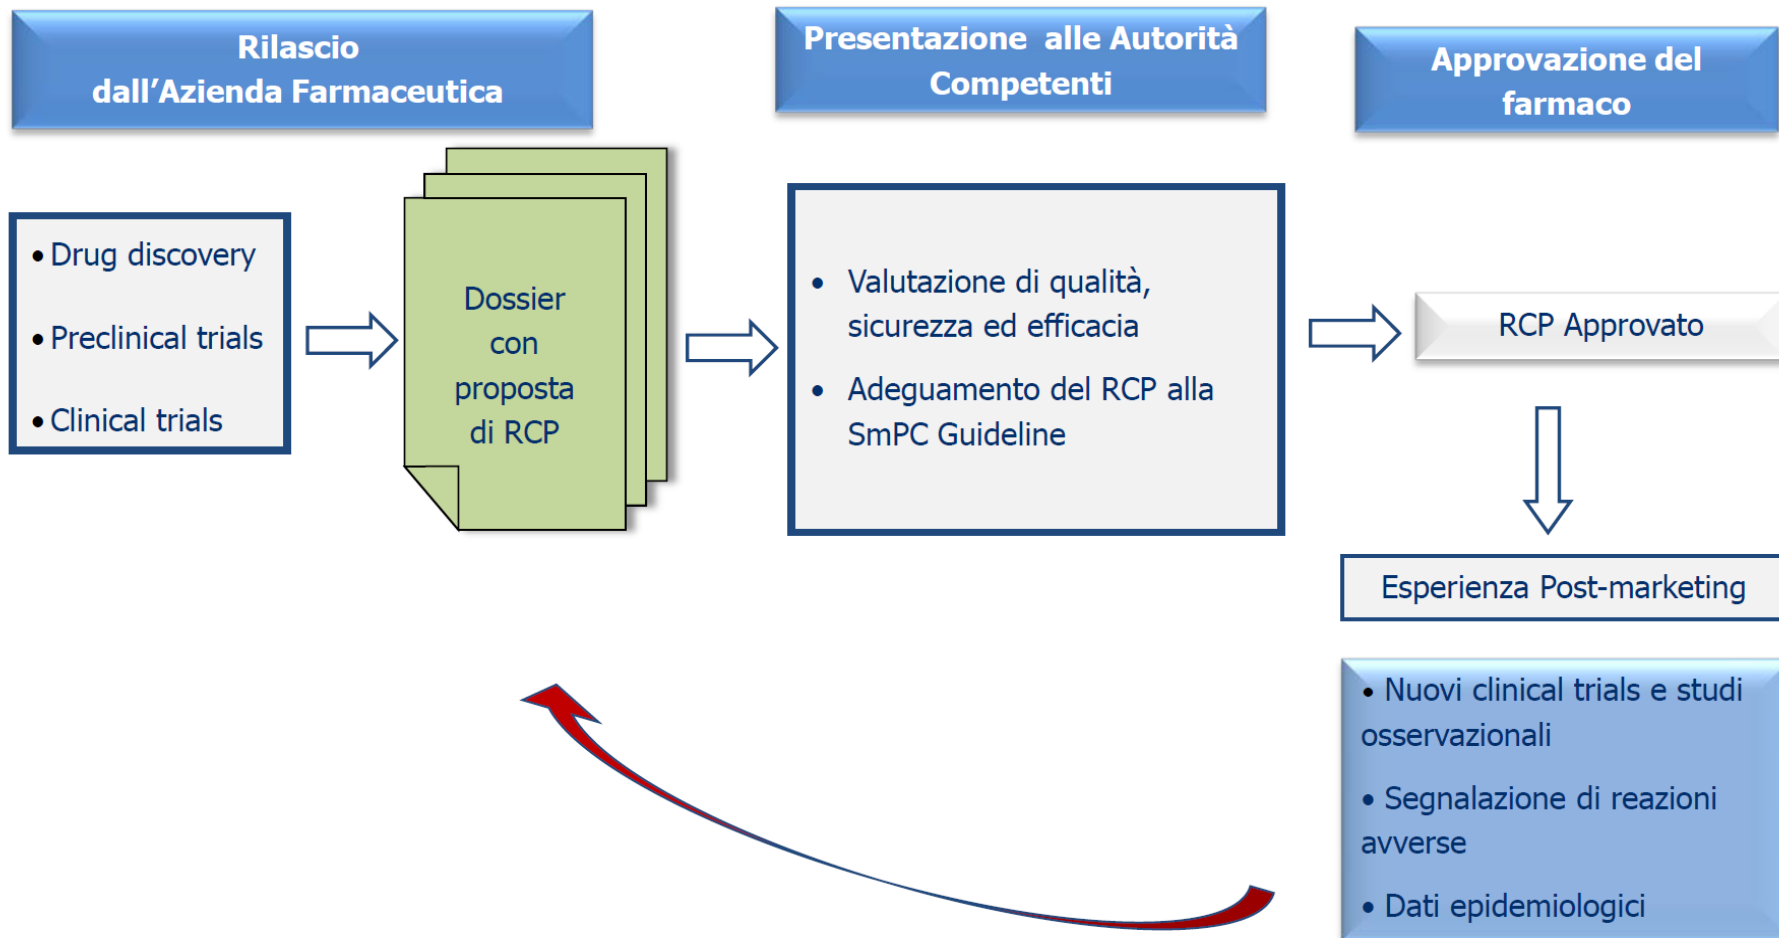 Rilascio
dall'Azienda Farmaceutica
Presentazione alle Autorità
Competenti
Approvazione del
farmaco
• Drug discovery
• Preclinical trials
• Clinical trials
Dossier
con
proposta
di RCP
• Valutazione di qualità,
sicurezza ed efficacia
• Adeguamento del RCP alla
SmPC Guideline
RCP Approvato
Esperienza Post-marketing
• Nuovi clinical trials e studi
osservazionali
• Segnalazione di reazioni
avverse
• Dati epidemiologici